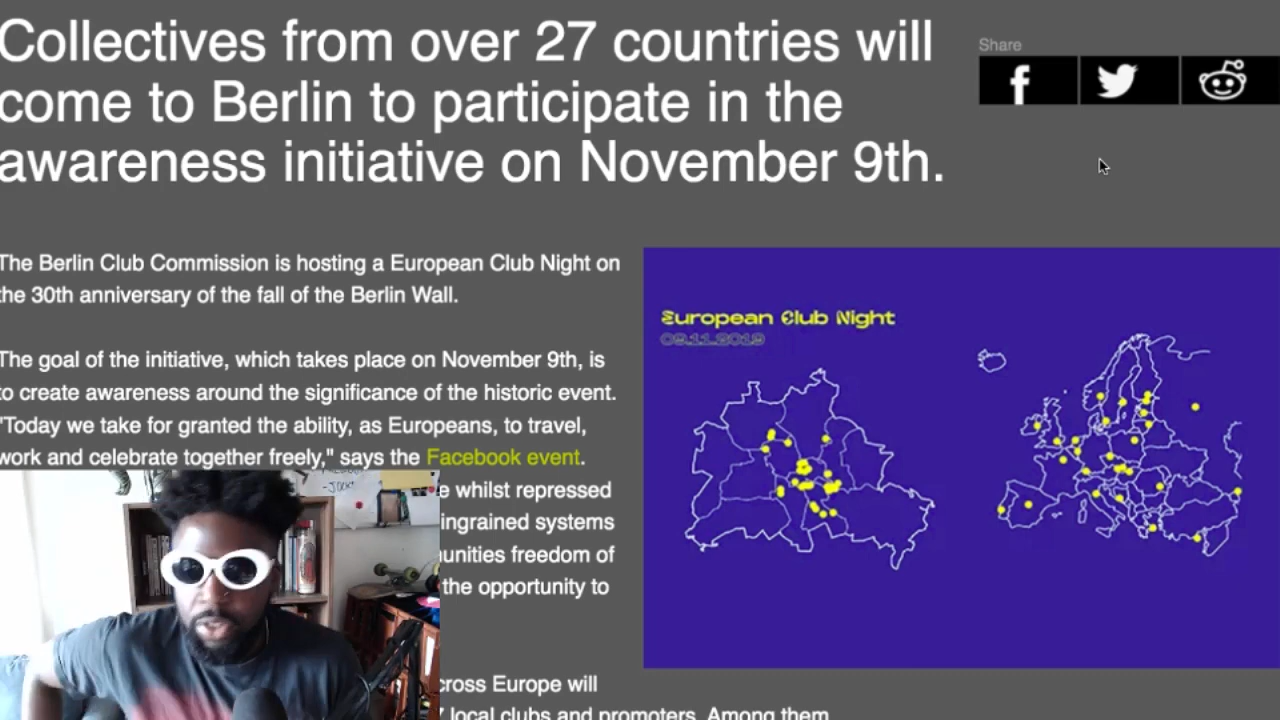 Collectives from over 27 countries will
come to Berlin to participate in the
awareness initiative on November 9th.
Share
The Berlin Club Commission is hosting a European Club Night on
the 30th anniversary of the fall of the Berlin Wall.
The goal of the initiative, which takes place on November 9th, is
to create awareness around the significance of the historic event.
"Today we take for granted the ability, as Europeans, to travel,
work and celebrate together freely," says the Facebook event.
e whilst repressed
ingrained systems
unities freedom of
the opportunity to
cross Europe will
local clubs and promoters. Among them
European Club Night
09.11.2019